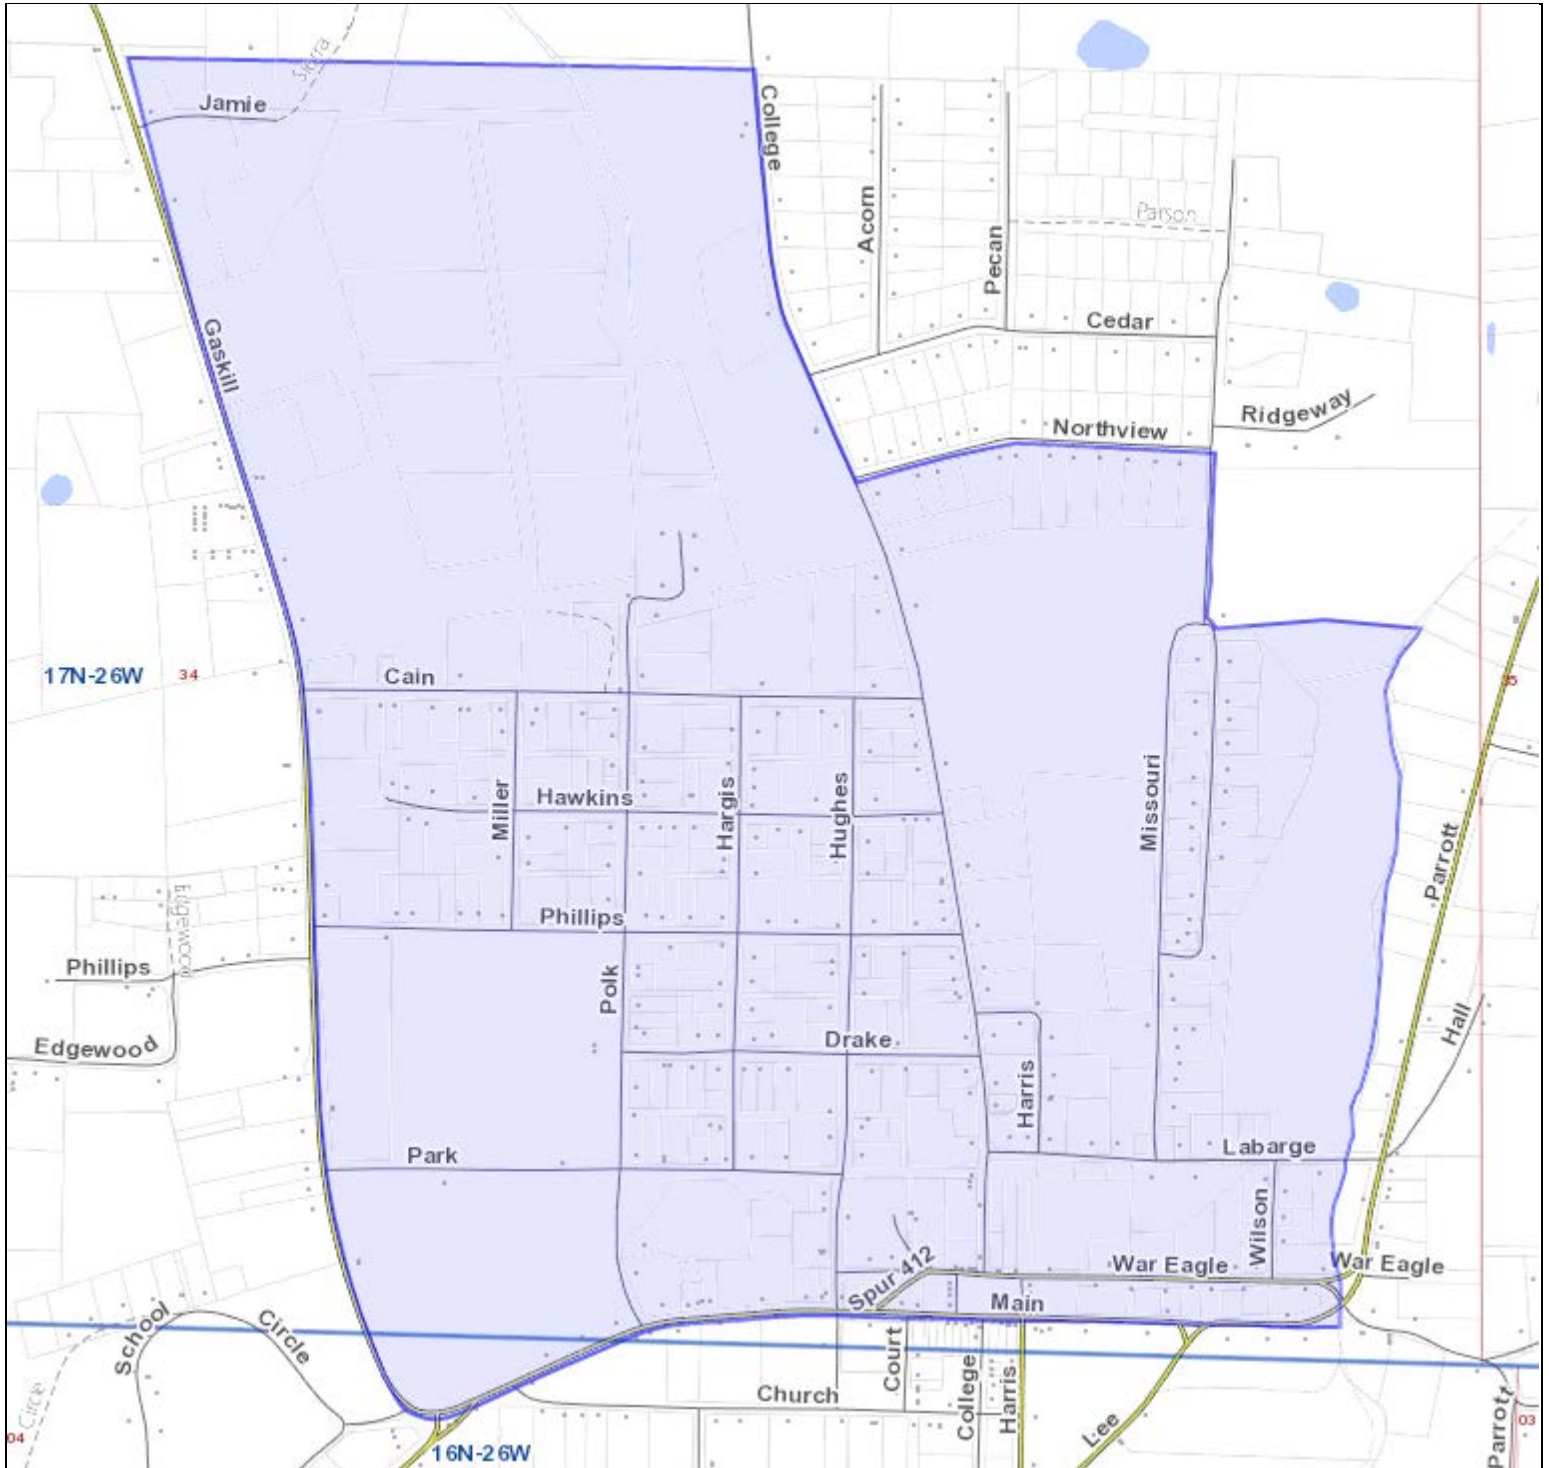 Sierra
Jamie
College
Acorn
Pecan
Parson
Cedar
Gaskill
Ridgeway
Northview
17N-26W
34
35
Cain
Missouri
Miller
Hawkins
Hargis
Hughes
Parrott
Phillips
Edgewood
Phillips
Polk
Hall
Edgewood
Drake
Harris
Park
Labarge
Wilson
Spur 412
War Eagle
War Eagle
Main
School
Circle
Court
College
Harris
Church
Circle
Lee
Parrott
04
03
16N-26W